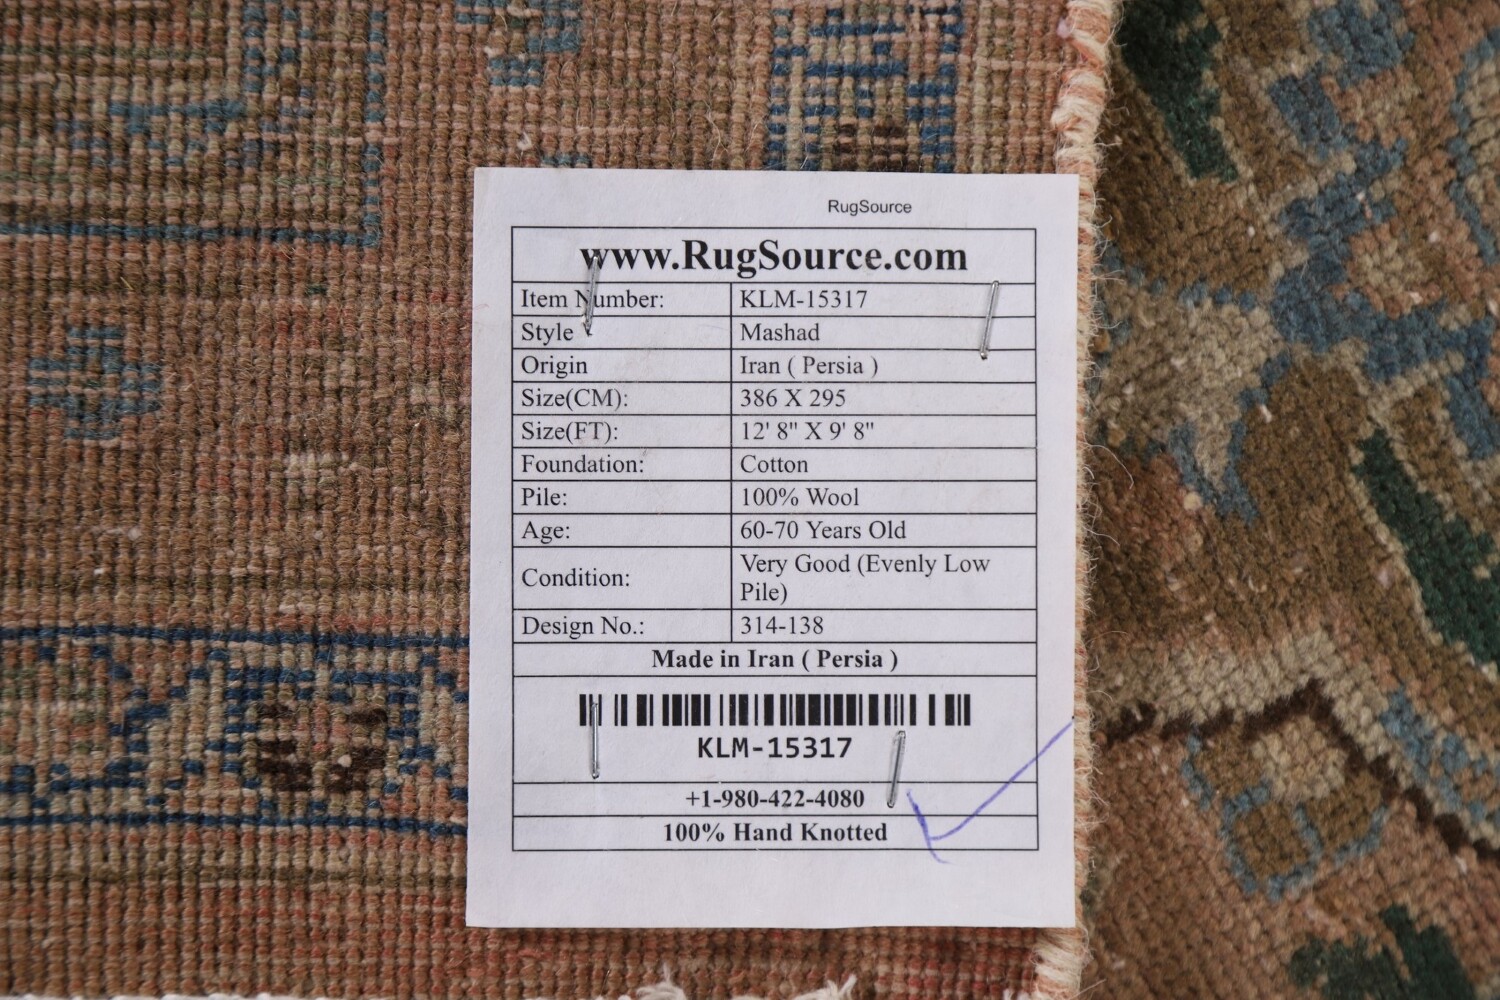 RugSource
www.RugSource.com
Item Number: KLM-15317
Style Mashad
Origin Iran ( Persia )
Size(CM): 386 X 295
Size(FT): 12' 8" X 9' 8"
Foundation: Cotton
Pile: 100% Wool
Age: 60-70 Years Old
Condition: Very Good (Evenly Low
Pile)
Design No.: 314-138
Made in Iran ( Persia )
KLM-15317
+1-980-422-4080
100% Hand Knotted